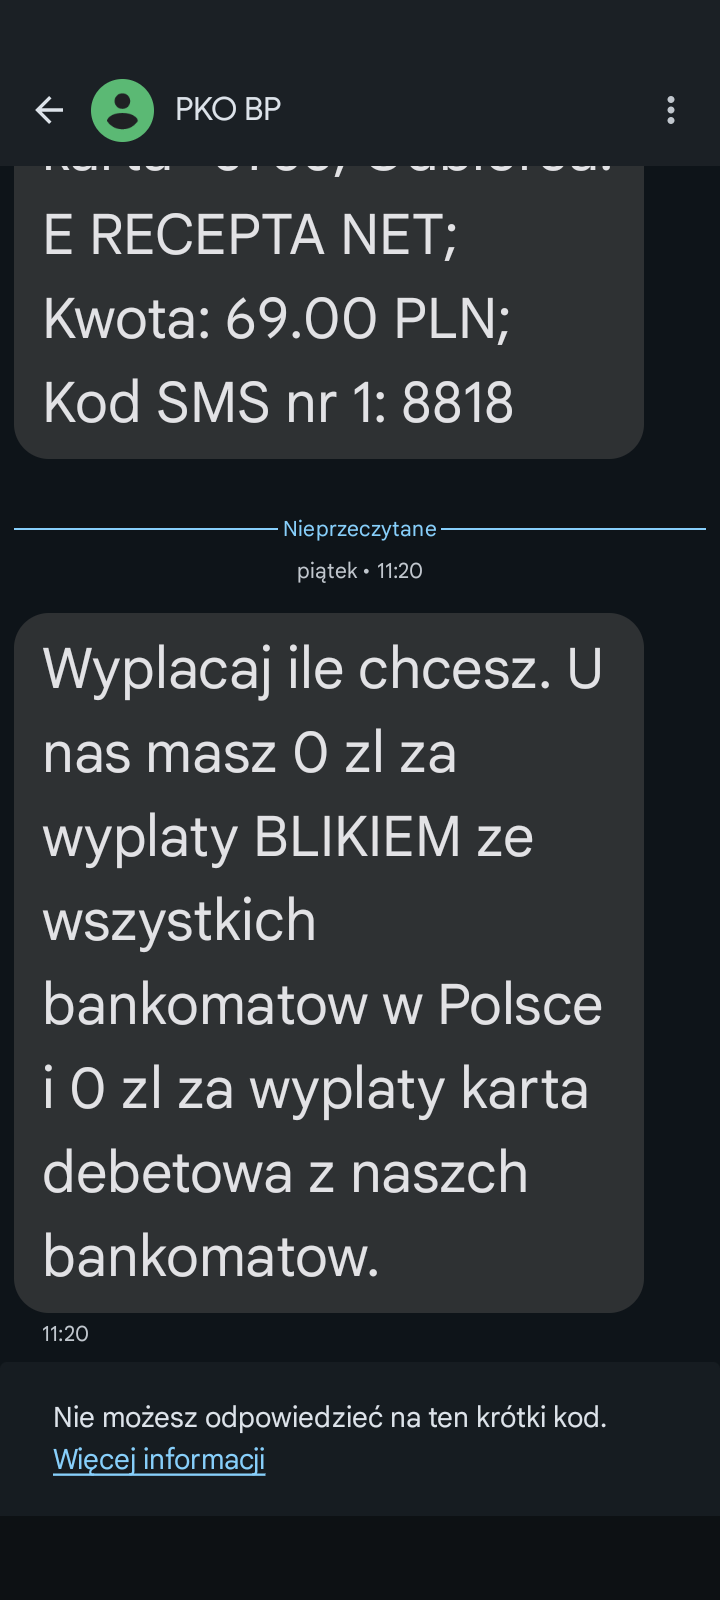 PKO BP
E RECEPTA NET;
Kwota: 69.00 PLN;
Kod SMS nr 1: 8818
Nieprzeczytane
piątek • 11:20
Wyplacaj ile chcesz. U
nas masz 0 zl za
wyplaty BLIKIEM ze
wszystkich
bankomatow w Polsce
i 0 zl za wyplaty karta
debetowa z naszch
bankomatow.
11:20
Nie możesz odpowiedzieć na ten krótki kod.
Więcej informacji